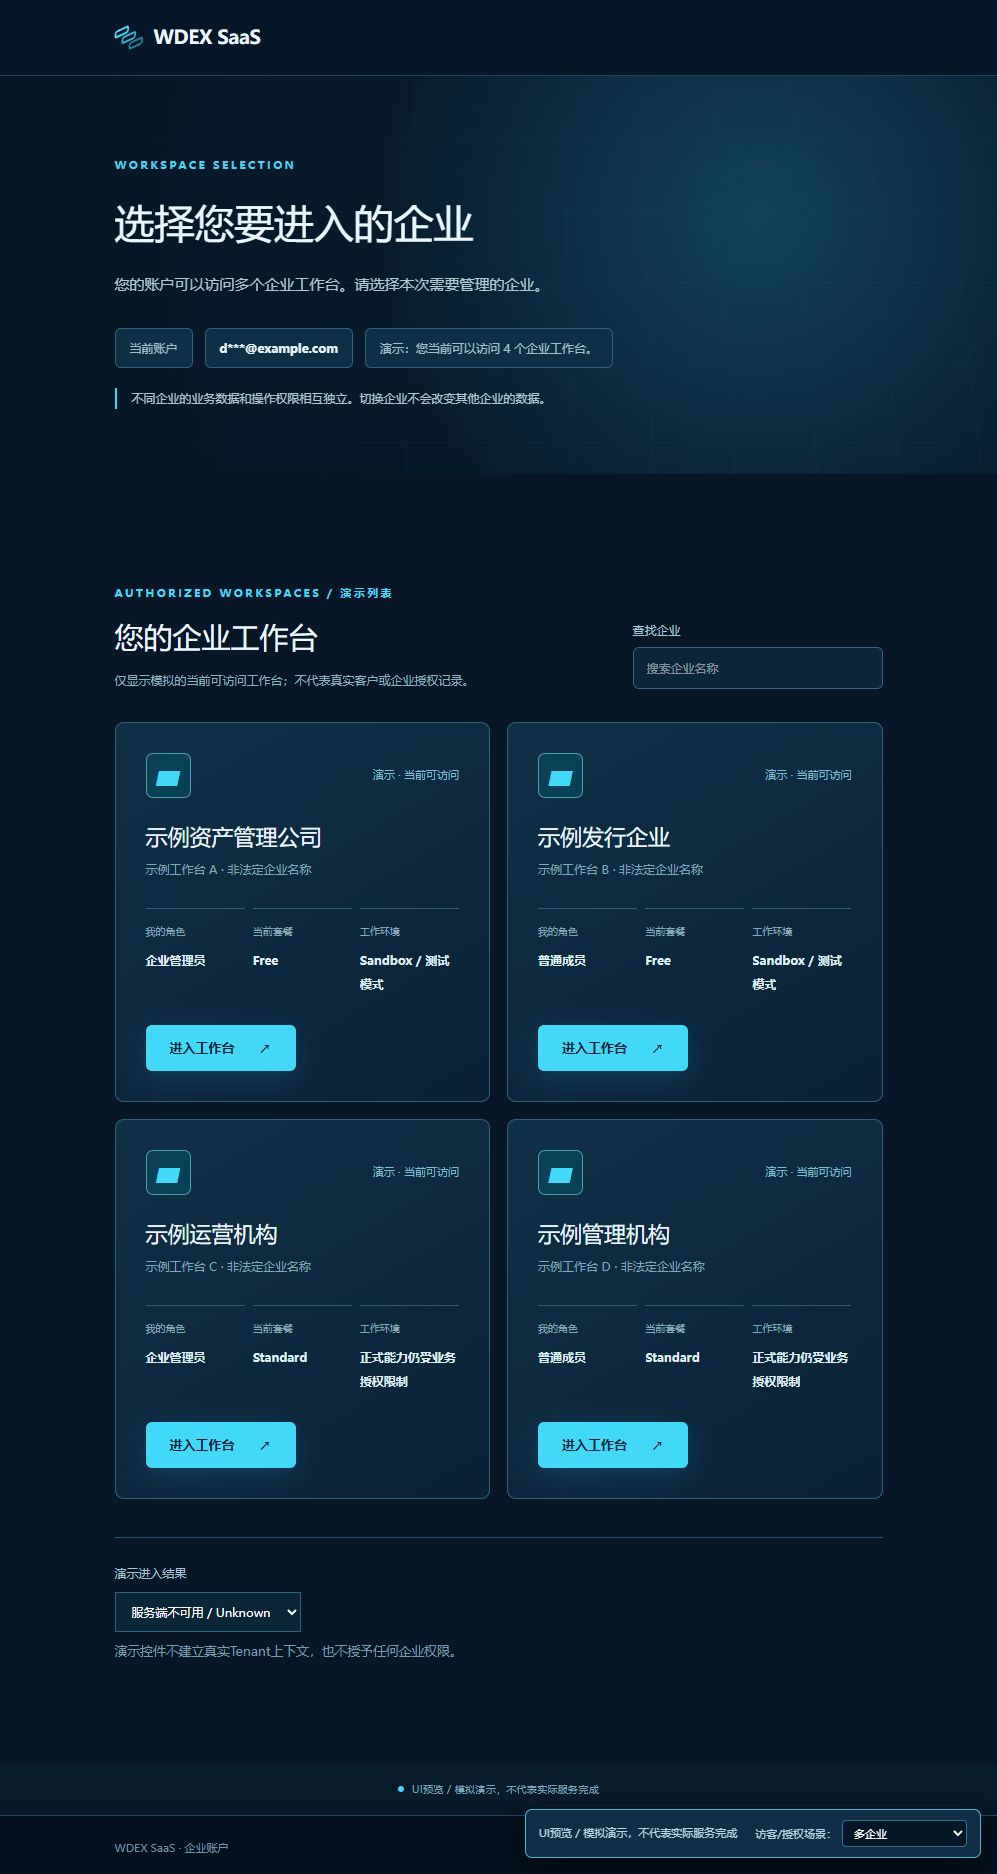 WDEX SaaS
WORKSPACE SELECTION
选择您要进入的企业
您的账户可以访问多个企业工作台。请选择本次需要管理的企业。
当前账户
d***@example.com
演示：您当前可以访问 4 个企业工作台。
不同企业的业务数据和操作权限相互独立。切换企业不会改变其他企业的数据。
AUTHORIZED WORKSPACES / 演示列表
您的企业工作台
仅显示模拟的当前可访问工作台；不代表真实客户或企业授权记录。
查找企业
搜索企业名称
演示 · 当前可访问
示例资产管理公司
示例工作台 A · 非法定企业名称
我的角色
企业管理员
当前套餐
Free
工作环境
Sandbox / 测试
模式
进入工作台 ↗
演示 · 当前可访问
示例发行企业
示例工作台 B · 非法定企业名称
我的角色
普通成员
当前套餐
Free
工作环境
Sandbox / 测试
模式
进入工作台 ↗
演示 · 当前可访问
示例运营机构
示例工作台 C · 非法定企业名称
我的角色
企业管理员
当前套餐
Standard
工作环境
正式能力仍受业务
授权限制
进入工作台 ↗
演示 · 当前可访问
示例管理机构
示例工作台 D · 非法定企业名称
我的角色
普通成员
当前套餐
Standard
工作环境
正式能力仍受业务
授权限制
进入工作台 ↗
演示进入结果
服务端不可用 / Unknown
演示控件不建立真实Tenant上下文，也不授予任何企业权限。
UI预览 / 模拟演示，不代表实际服务完成
WDEX SaaS · 企业账户
UI预览 / 模拟演示，不代表实际服务完成
访客/授权场景：
多企业